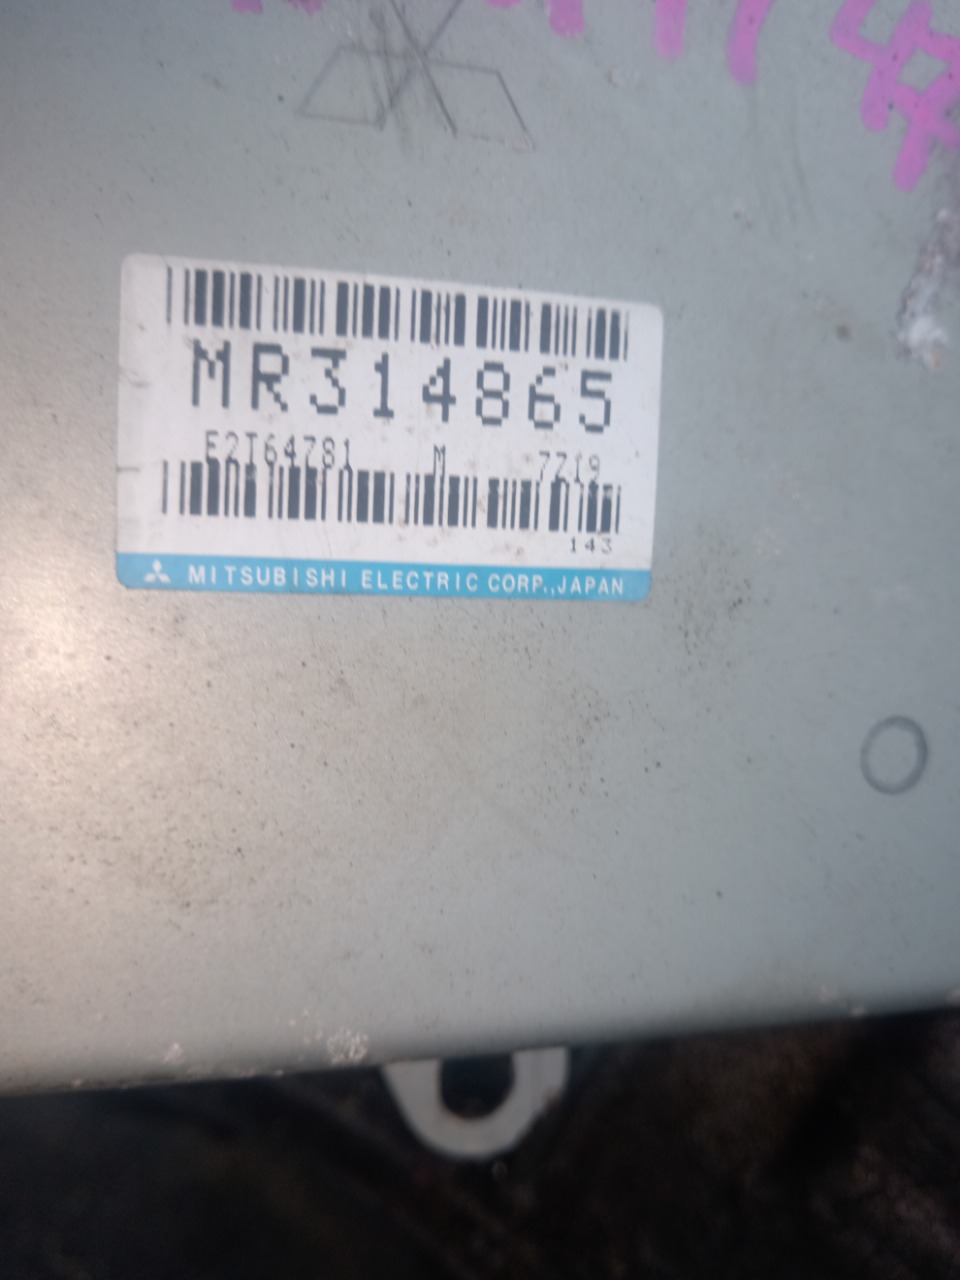 MR314865
E2T64781 M 7Z19
143
MITSUBISHI ELECTRIC CORP.,JAPAN